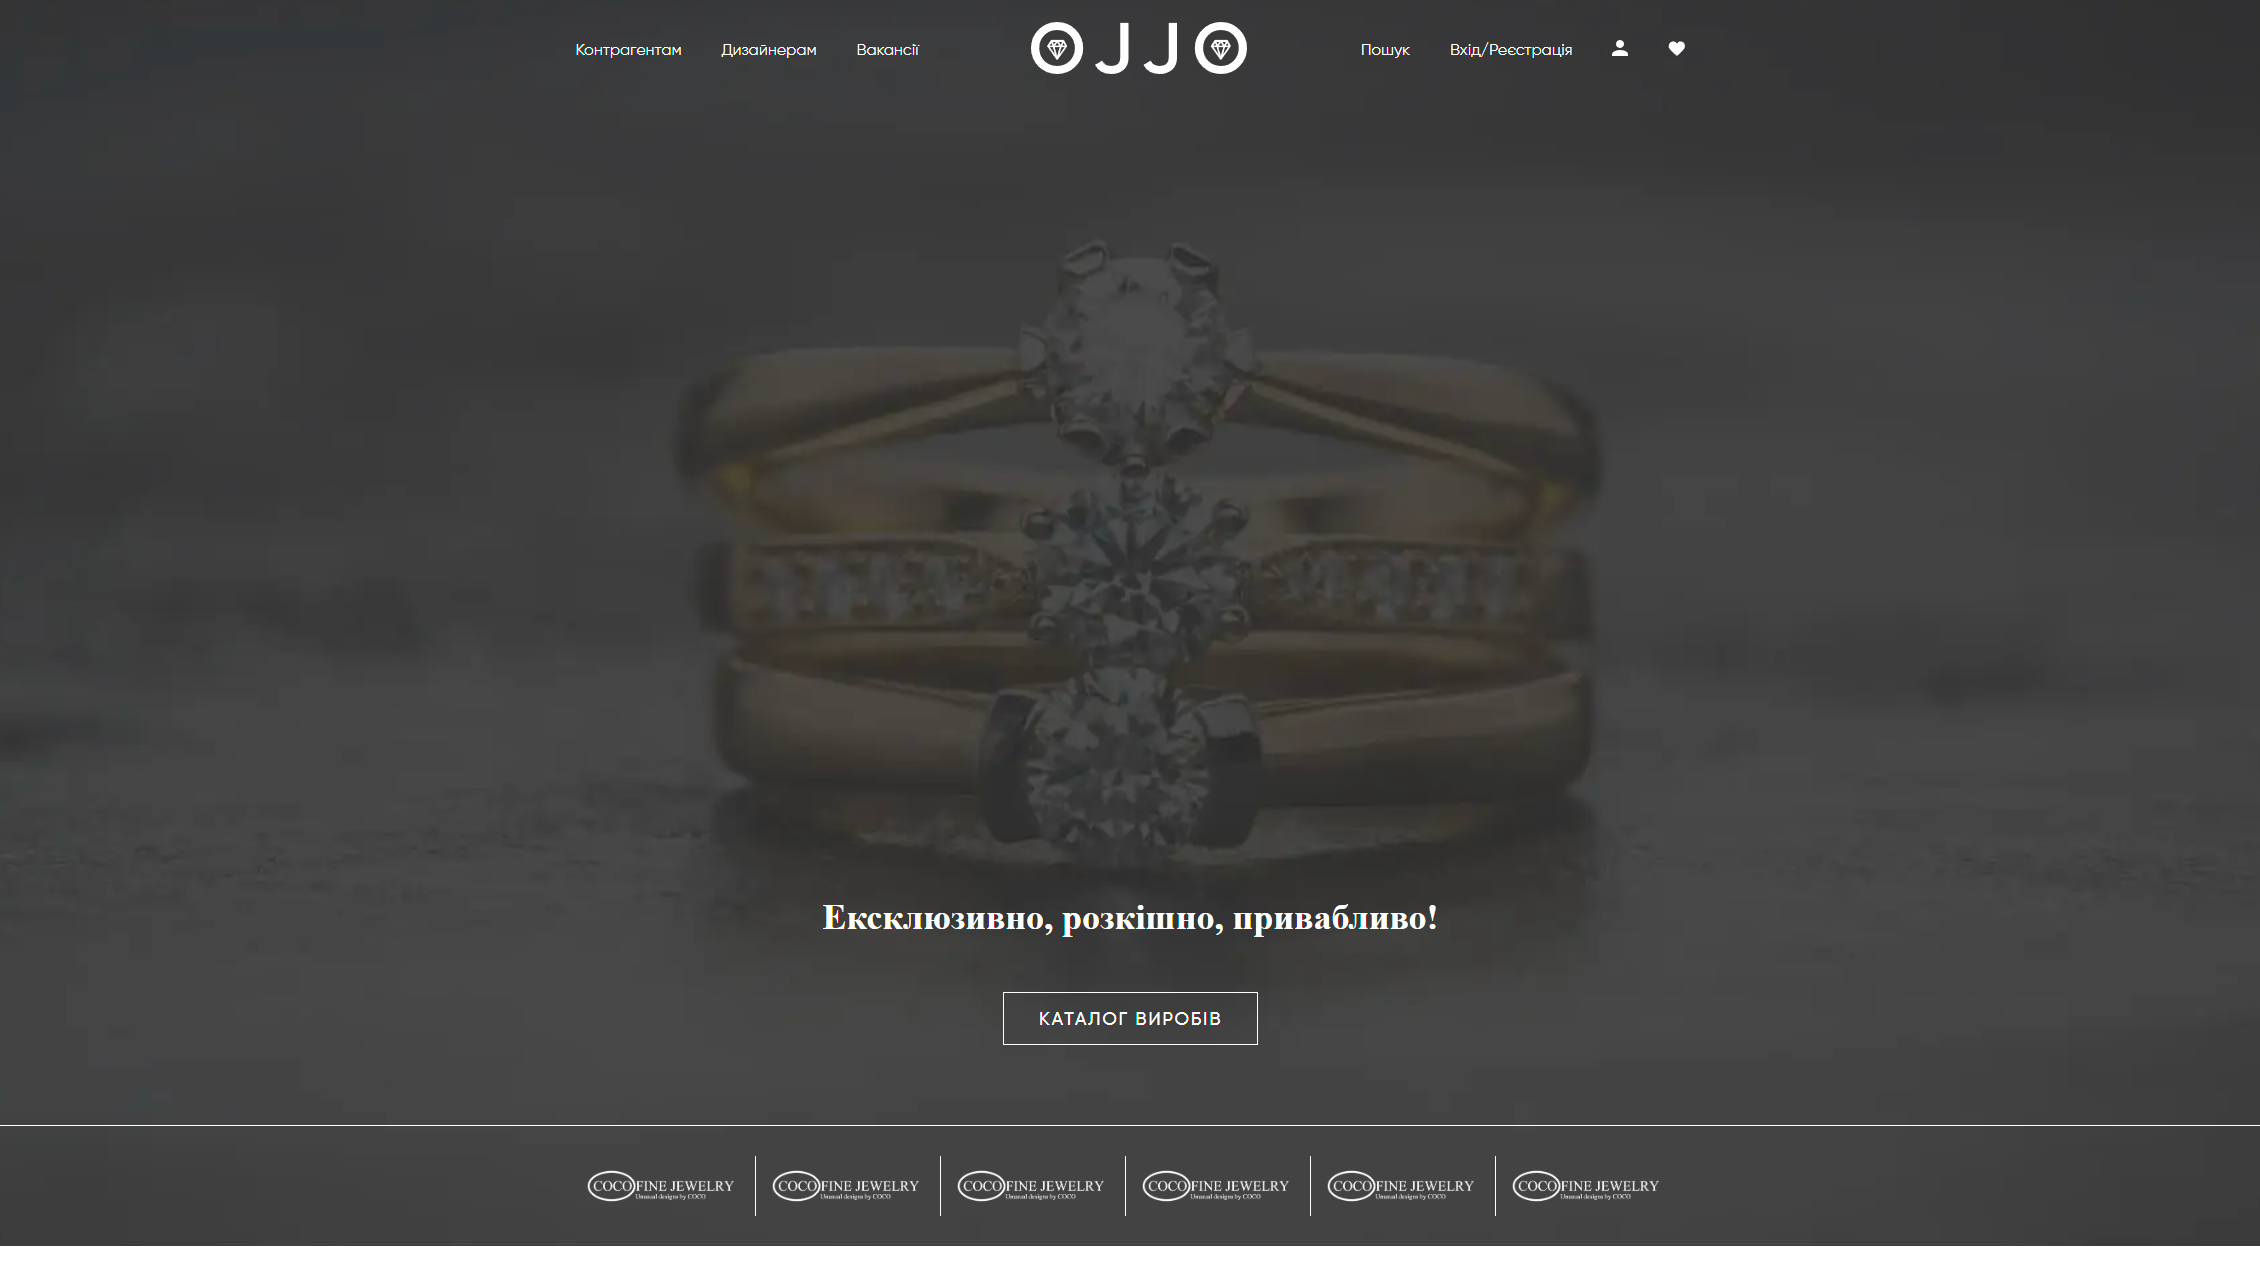 Контрагентам Дизайнерам Вакансії OJJO Пошук Вхід/Реєстрація
Ексклюзивно, розкішно, привабливо!
КАТАЛОГ ВИРОБІВ
COCO FINE JEWELRY COCO FINE JEWELRY COCO FINE JEWELRY COCO FINE JEWELRY COCO FINE JEWELRY COCO FINE JEWELRY
Unusual designs by COCO Unusual designs by COCO Unusual designs by COCO Unusual designs by COCO Unusual designs by COCO Unusual designs by COCO